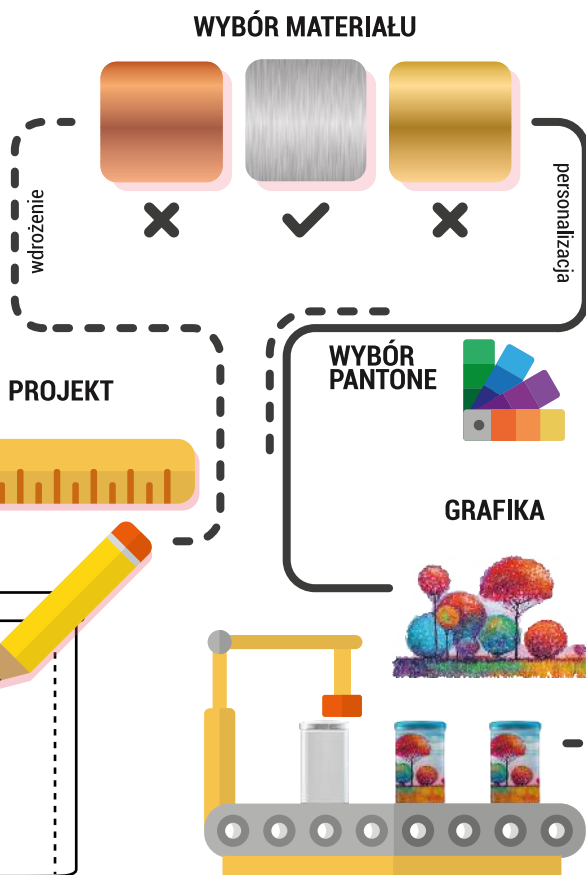 WYBÓR MATERIAŁU
wdrożenie
personalizacja
WYBÓR
PANTONE
PROJEKT
GRAFIKA